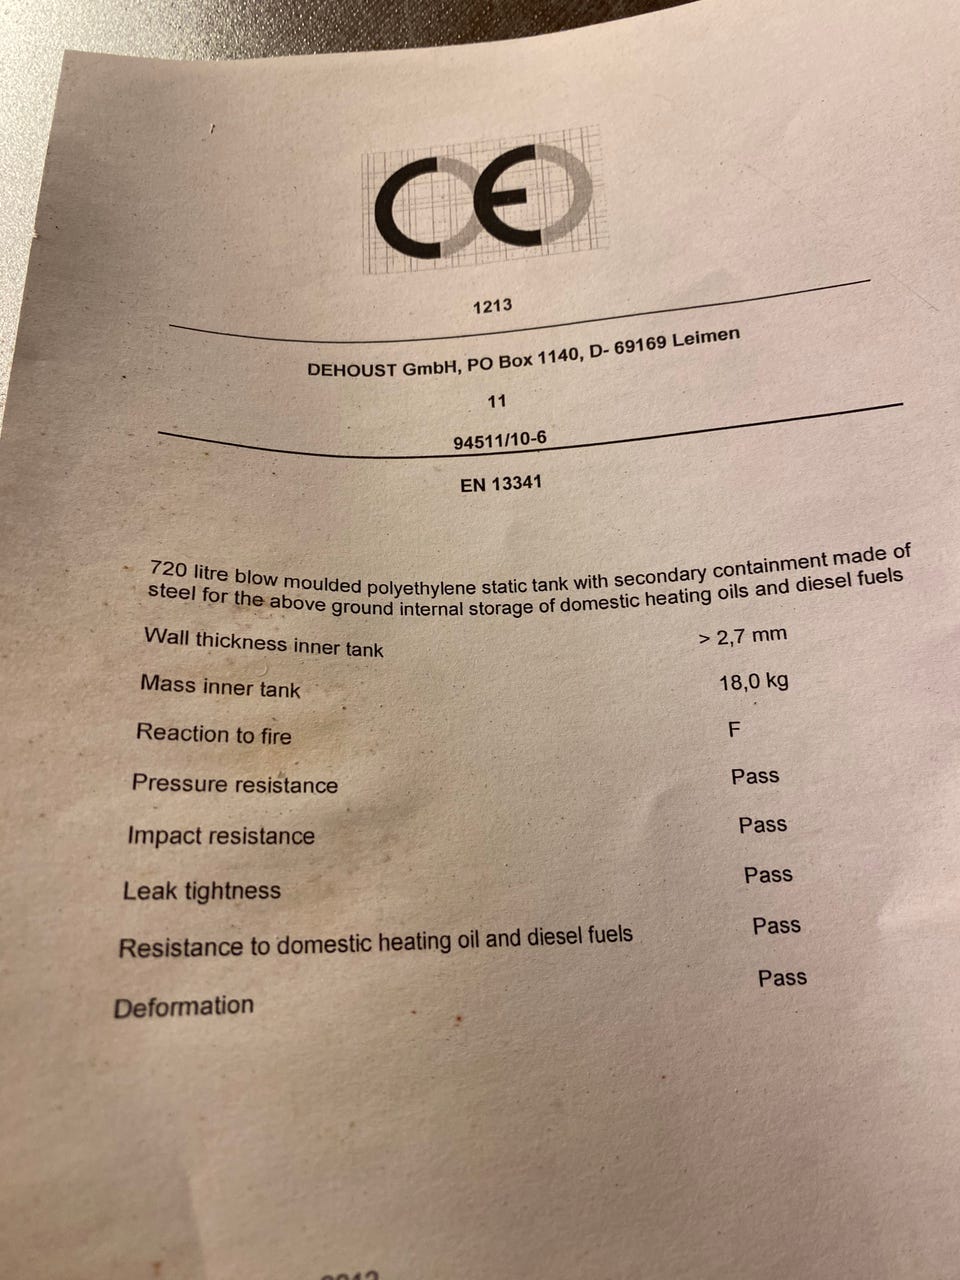 CE
1213
DEHOUST GmbH, PO Box 1140, D- 69169 Leimen
11
94511/10-6
EN 13341
720 litre blow moulded polyethylene static tank with secondary containment made of
steel for the above ground internal storage of domestic heating oils and diesel fuels
Wall thickness inner tank > 2,7 mm
Mass inner tank 18,0 kg
Reaction to fire F
Pressure resistance Pass
Impact resistance Pass
Leak tightness Pass
Resistance to domestic heating oil and diesel fuels Pass
Deformation Pass